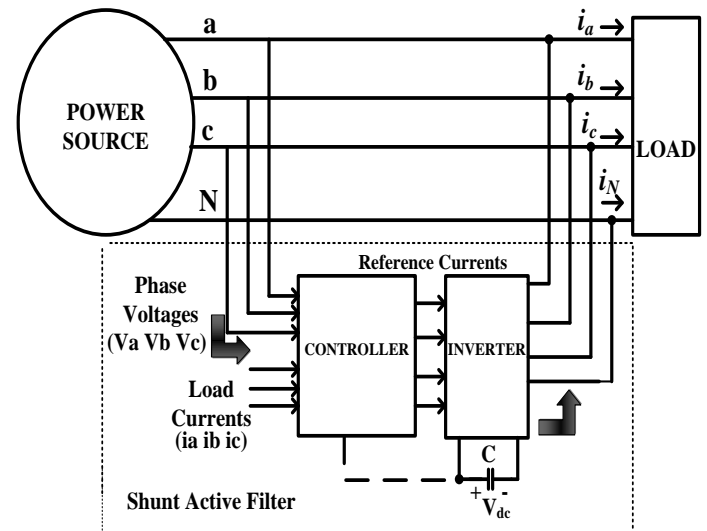 a
i_a
b
i_b
POWER
SOURCE
c
i_c
LOAD
N
i_N
Reference Currents
Phase
Voltages
(Va Vb Vc)
CONTROLLER
INVERTER
Load
Currents
(ia ib ic)
C
+ -
V_dc
Shunt Active Filter